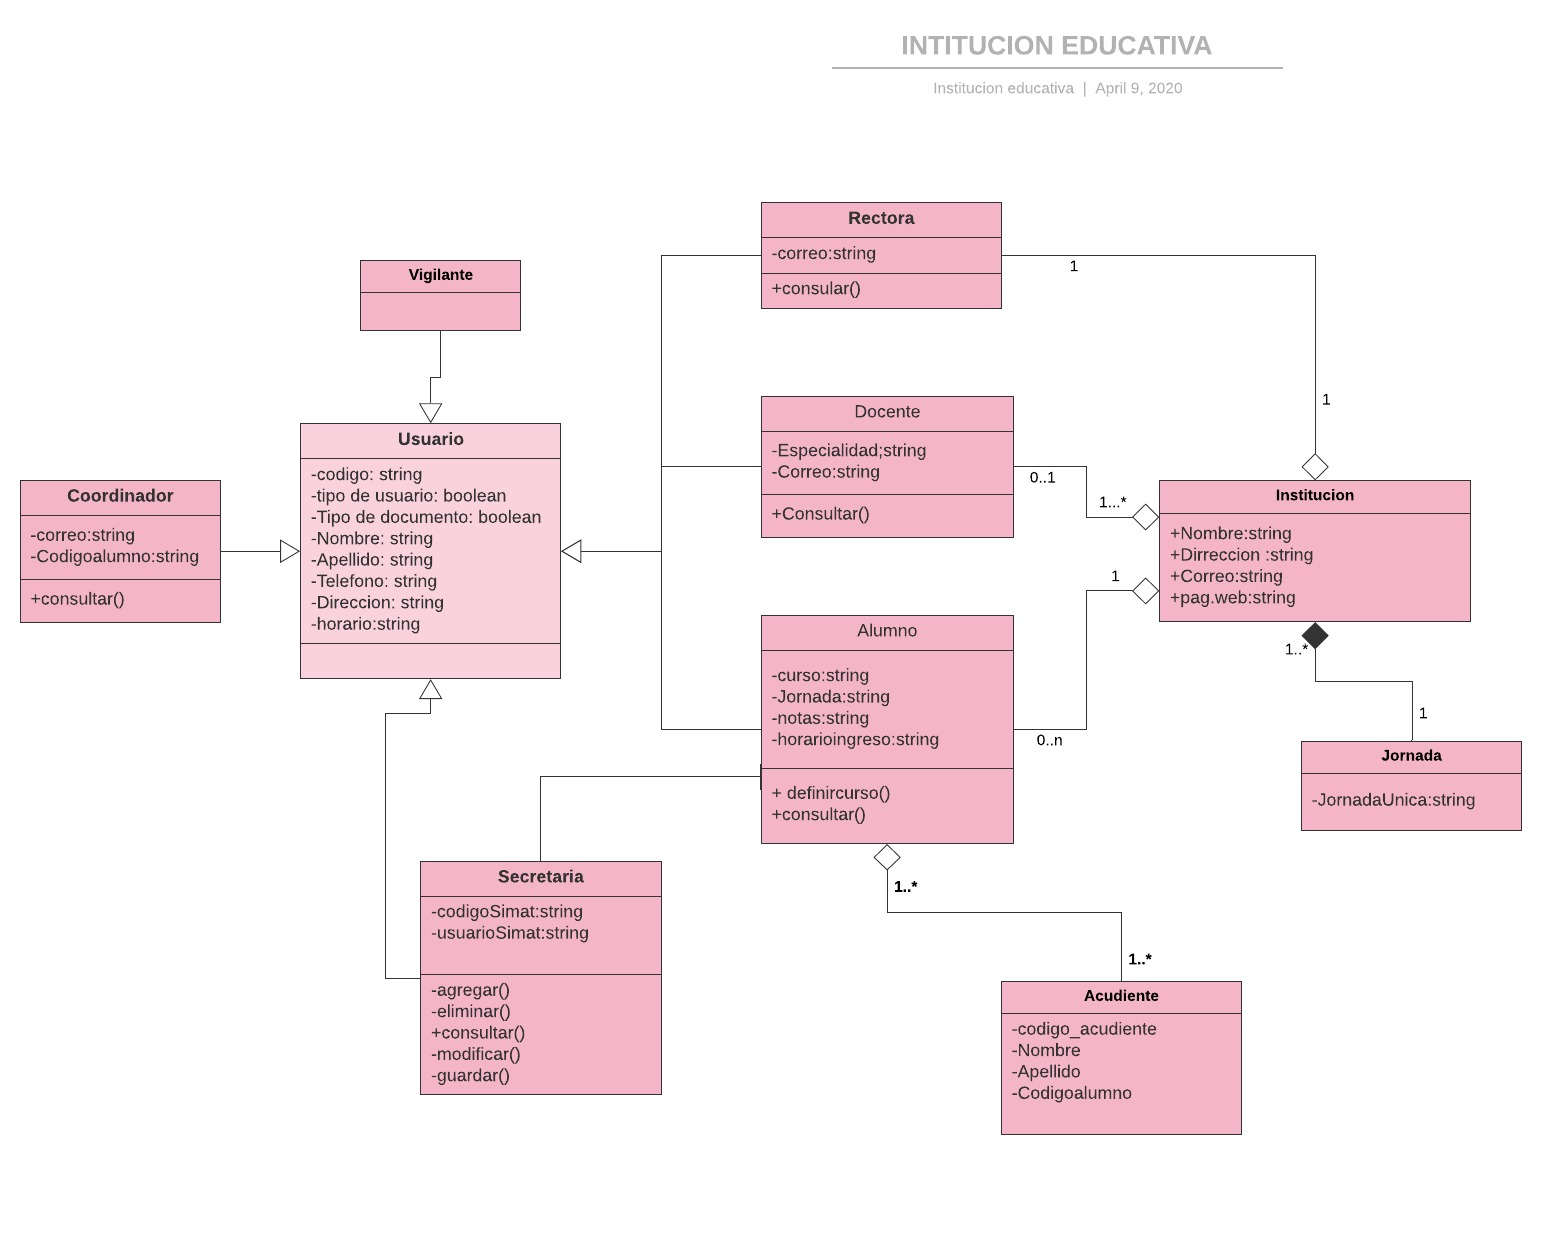 INTITUCION EDUCATIVA
Institucion educativa | April 9, 2020
Rectora
-correo:string
+consular()
1
1
Vigilante
Usuario
-codigo: string
-tipo de usuario: boolean
-Tipo de documento: boolean
-Nombre: string
-Apellido: string
-Telefono: string
-Direccion: string
-horario:string
Coordinador
-correo:string
-Codigoalumno:string
+consultar()
Docente
-Especialidad;string
-Correo:string
+Consultar()
0..1
1...*
Institucion
+Nombre:string
+Dirreccion :string
+Correo:string
+pag.web:string
1
0..n
Alumno
-curso:string
-Jornada:string
-notas:string
-horarioingreso:string
+ definircurso()
+consultar()
1..*
1
Jornada
-JornadaUnica:string
Secretaria
-codigoSimat:string
-usuarioSimat:string
-agregar()
-eliminar()
+consultar()
-modificar()
-guardar()
1..*
1..*
Acudiente
-codigo_acudiente
-Nombre
-Apellido
-Codigoalumno